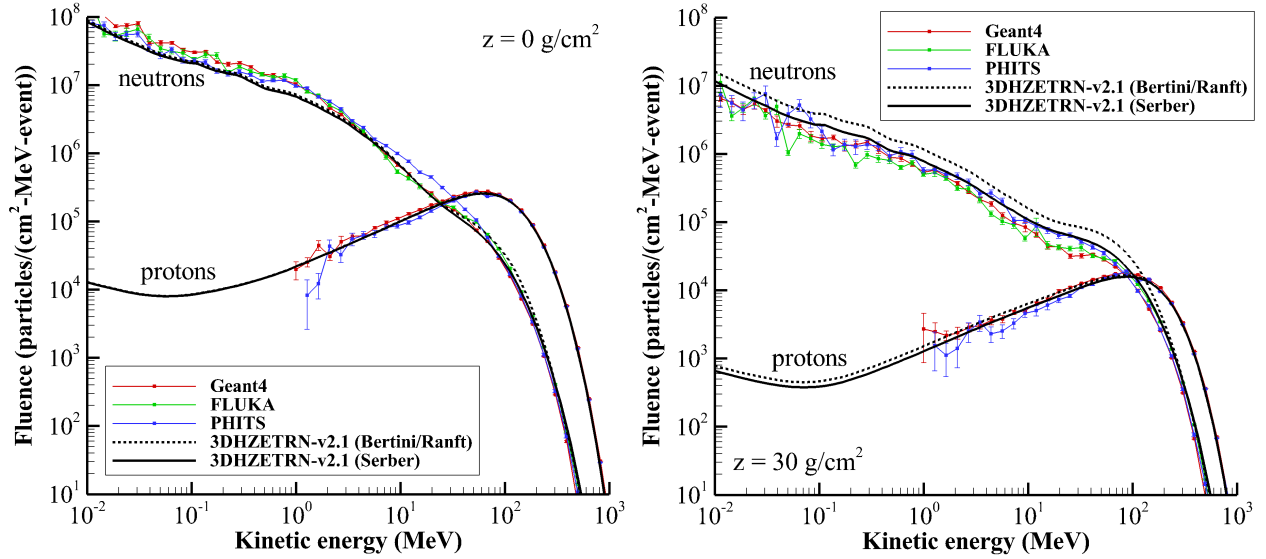 10^8
10^7
10^6
10^5
10^4
10^3
10^2
10^1
Fluence (particles/(cm^2-MeV-event))
z = 0 g/cm^2
neutrons
protons
Geant4
FLUKA
PHITS
3DHZETRN-v2.1 (Bertini/Ranft)
3DHZETRN-v2.1 (Serber)
10^-2
10^-1
10^0
10^1
10^2
10^3
Kinetic energy (MeV)
10^8
10^7
10^6
10^5
10^4
10^3
10^2
10^1
Fluence (particles/(cm^2-MeV-event))
Geant4
FLUKA
PHITS
3DHZETRN-v2.1 (Bertini/Ranft)
3DHZETRN-v2.1 (Serber)
neutrons
protons
z = 30 g/cm^2
10^-2
10^-1
10^0
10^1
10^2
10^3
Kinetic energy (MeV)